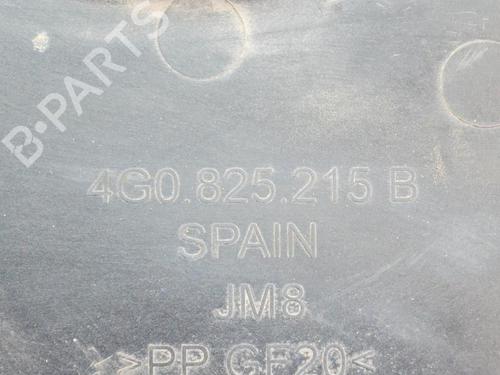 B-PARTS
4G0.825.215 B
SPAIN
JM8
>PP GF20<